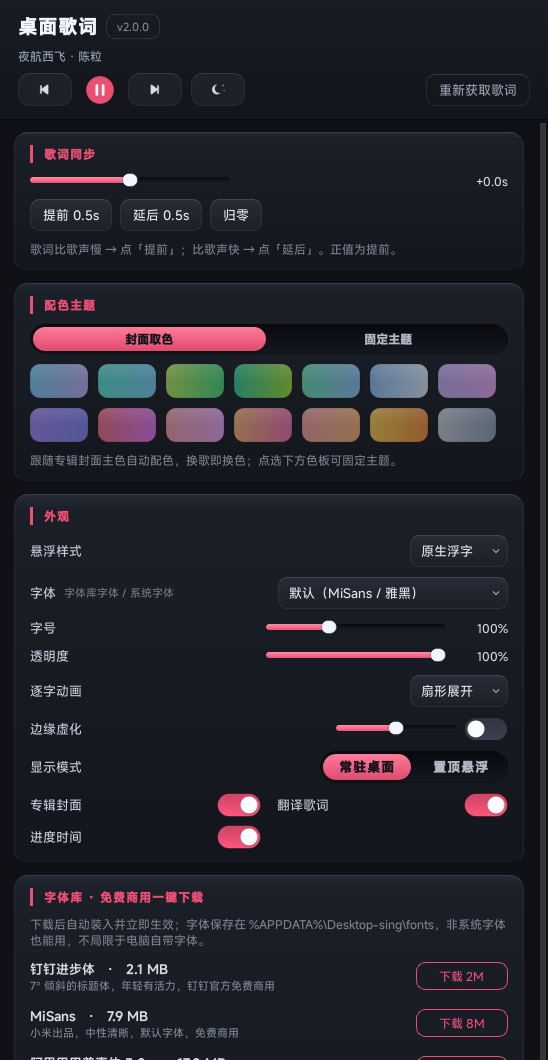 桌面歌词 v2.0.0
夜航西飞 · 陈粒
重新获取歌词
歌词同步
+0.0s
提前 0.5s 延后 0.5s 归零
歌词比歌声慢 → 点「提前」；比歌声快 → 点「延后」。正值为提前。
配色主题
封面取色 固定主题
跟随专辑封面主色自动配色，换歌即换色；点选下方色板可固定主题。
外观
悬浮样式 原生浮字
字体 字体库字体 / 系统字体 默认（MiSans / 雅黑）
字号 100%
透明度 100%
逐字动画 扇形展开
边缘虚化
显示模式 常驻桌面 置顶悬浮
专辑封面 翻译歌词
进度时间
字体库 · 免费商用一键下载
下载后自动装入并立即生效；字体保存在 %APPDATA%\Desktop-sing\fonts，非系统字体
也能用，不局限于电脑自带字体。
钉钉进步体 · 2.1 MB 下载 2M
7° 倾斜的标题体，年轻有活力，钉钉官方免费商用
MiSans · 7.9 MB 下载 8M
小米出品，中性清晰，默认字体，免费商用